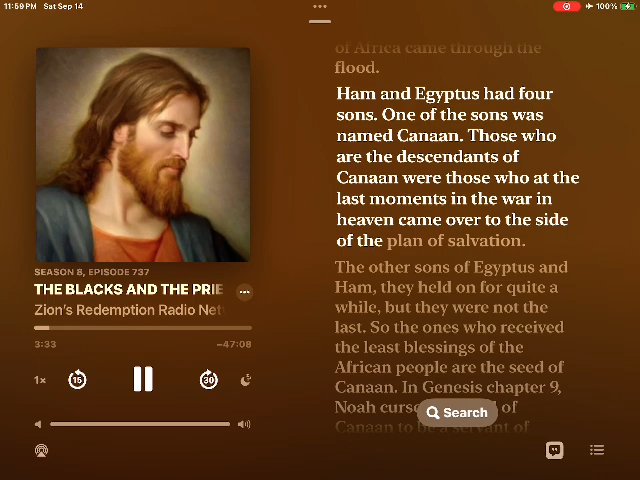 11:59 PM Sat Sep 14
100%
of Africa came through the
flood.
Ham and Egyptus had four
sons. One of the sons was
named Canaan. Those who
are the descendants of
Canaan were those who at the
last moments in the war in
heaven came over to the side
of the plan of salvation.
The other sons of Egyptus and
Ham, they held on for quite a
while, but they were not the
last. So the ones who received
the least blessings of the
African people are the seed of
Canaan. In Genesis chapter 9,
Noah curse of
Canaan to be a servant of
Search
SEASON 8, EPISODE 737
THE BLACKS AND THE PRIE
Zion's Redemption Radio Net
3:33
-47:08
1×
15
30